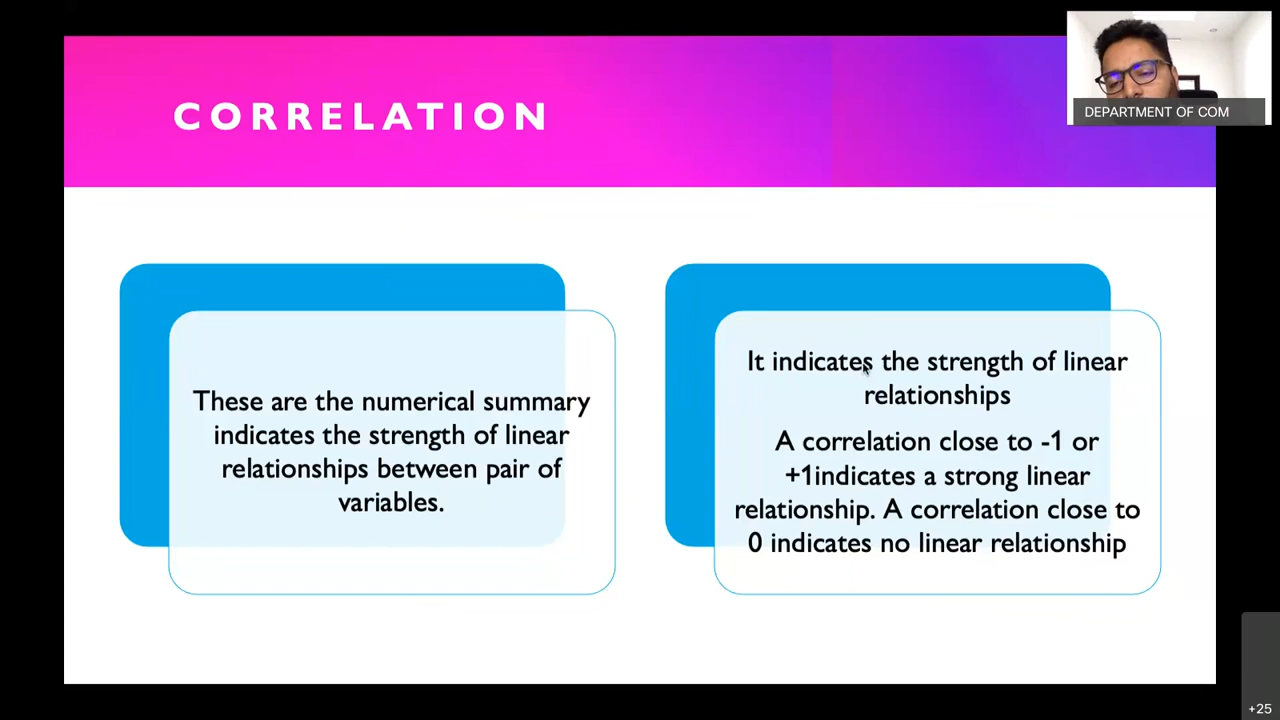 CORRELATION
DEPARTMENT OF COM
These are the numerical summary
indicates the strength of linear
relationships between pair of
variables.
It indicates the strength of linear
relationships
A correlation close to -1 or
+1indicates a strong linear
relationship. A correlation close to
0 indicates no linear relationship
+25